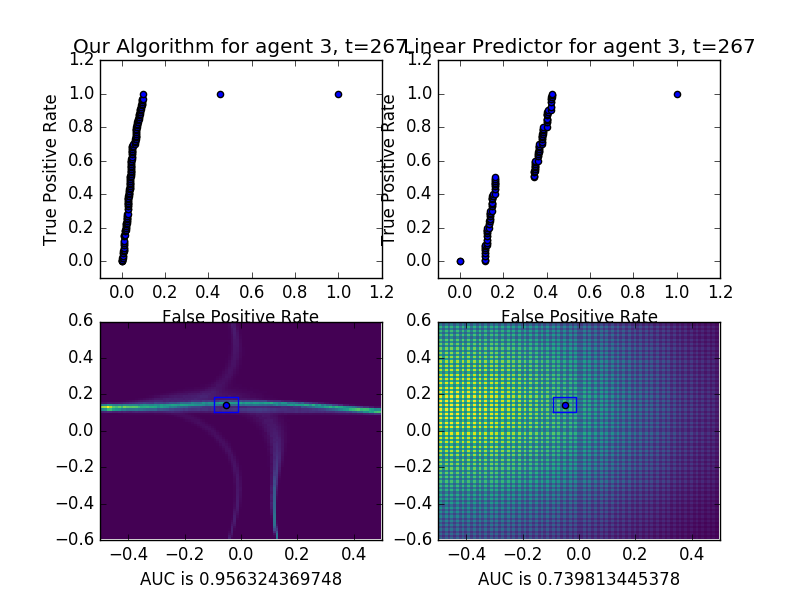 Our Algorithm for agent 3, t=267
Linear Predictor for agent 3, t=267
1.2
1.0
0.8
0.6
0.4
0.2
0.0
True Positive Rate
0.0 0.2 0.4 0.6 0.8 1.0 1.2
False Positive Rate
1.2
1.0
0.8
0.6
0.4
0.2
0.0
True Positive Rate
0.0 0.2 0.4 0.6 0.8 1.0 1.2
False Positive Rate
0.6
0.4
0.2
0.0
−0.2
−0.4
−0.6
−0.4 −0.2 0.0 0.2 0.4
AUC is 0.956324369748
0.6
0.4
0.2
0.0
−0.2
−0.4
−0.6
−0.4 −0.2 0.0 0.2 0.4
AUC is 0.739813445378